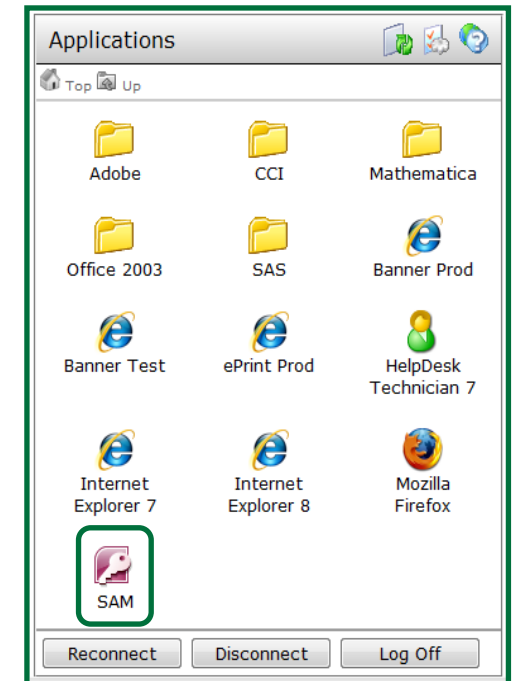 Applications
Top Up
Adobe CCI Mathematica
Office 2003 SAS Banner Prod
Banner Test ePrint Prod HelpDesk
Technician 7
Internet Internet Mozilla
Explorer 7 Explorer 8 Firefox
SAM
Reconnect Disconnect Log Off